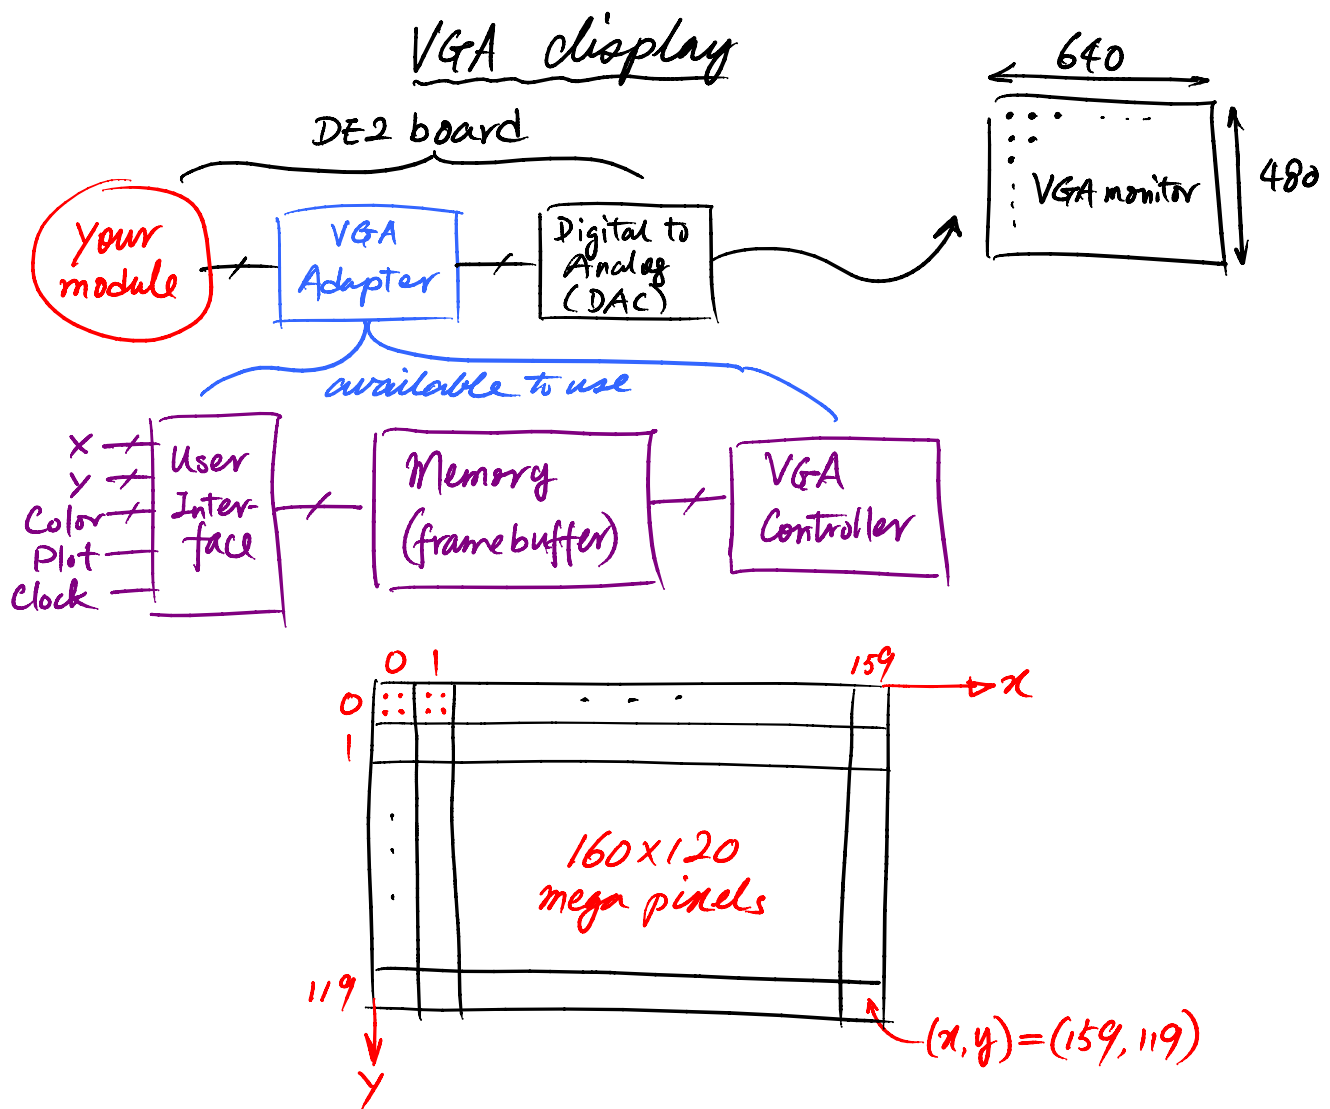 VGA display
640
DE2 board
480
VGA monitor
Your
module
VGA
Adapter
Digital to
Analog
(DAC)
available to use
X
Y
Color
Plot
Clock
User
Inter-
face
Memory
(frame buffer)
VGA
Controller
0 1 159 x
0
1
160x120
mega pixels
119
(x,y)=(159,119)
y